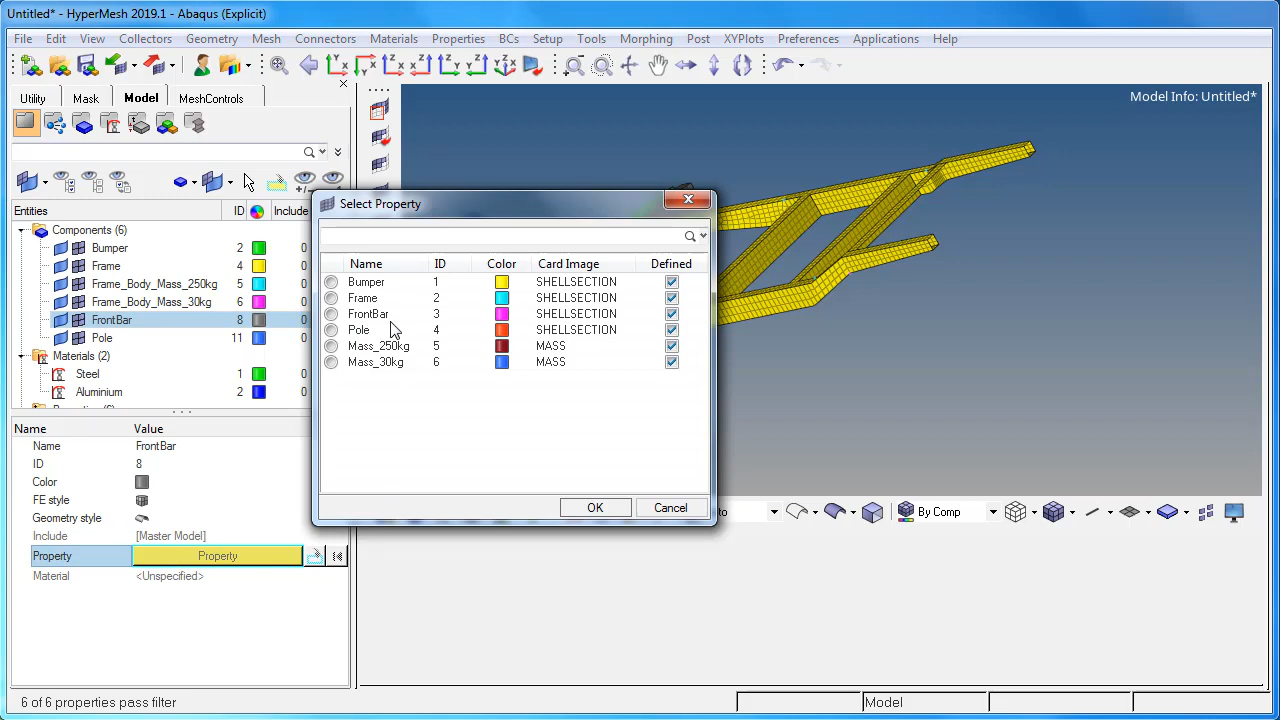 Untitled* - HyperMesh 2019.1 - Abaqus (Explicit)
File Edit View Collectors Geometry Mesh Connectors Materials Properties BCs Setup Tools Morphing Post XYPlots Preferences Applications Help
Utility Mask Model MeshControls
Model Info: Untitled*
Entities ID Include
Components (6)
Bumper 2 0
Frame 4 0
Frame_Body_Mass_250kg 5 0
Frame_Body_Mass_30kg 6 0
FrontBar 8 0
Pole 11 0
Materials (2)
Steel 1 0
Aluminium 2 0
Select Property
Name ID Color Card Image Defined
Bumper 1 SHELLSECTION
Frame 2 SHELLSECTION
FrontBar 3 SHELLSECTION
Pole 4 SHELLSECTION
Mass_250kg 5 MASS
Mass_30kg 6 MASS
OK Cancel
Name Value
Name FrontBar
ID 8
Color
FE style
Geometry style
Include [Master Model]
Property Property
Material <Unspecified>
By Comp
6 of 6 properties pass filter
Model